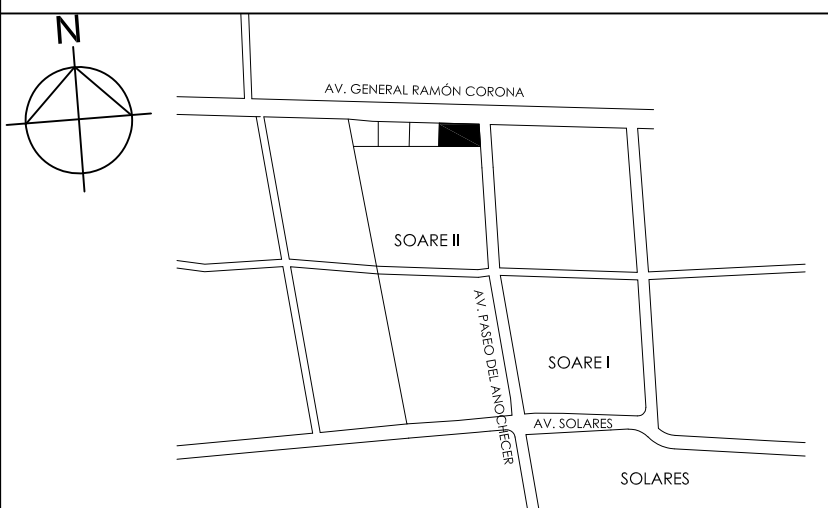 N
AV. GENERAL RAMÓN CORONA
SOARE II
AV. PASEO DEL ANOCHECER
SOARE I
AV. SOLARES
SOLARES